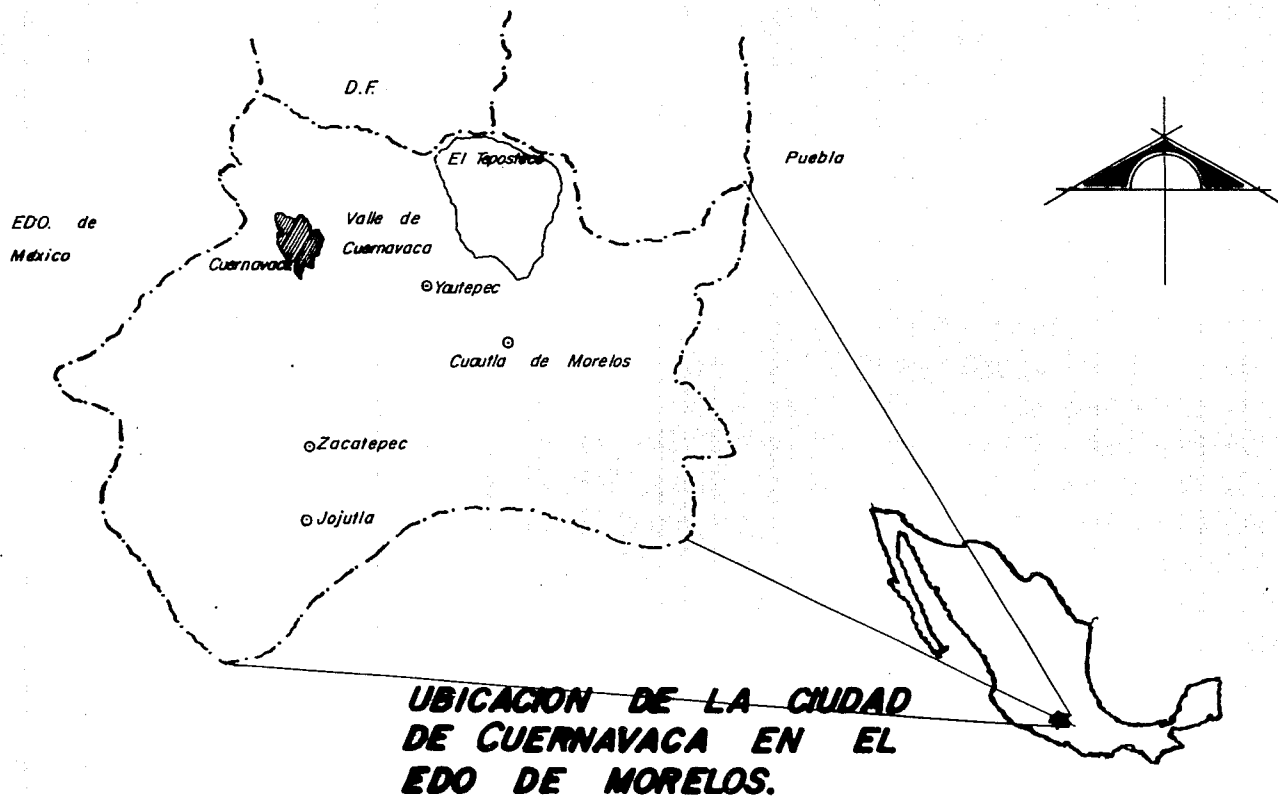 D.F.
El Teposteco
Puebla
EDO. de
México
Valle de
Cuernavaca
Cuernavaca
Yautepec
Cuautla de Morelos
Zacatepec
Jojutla
UBICACION DE LA CIUDAD
DE CUERNAVACA EN EL
EDO DE MORELOS.